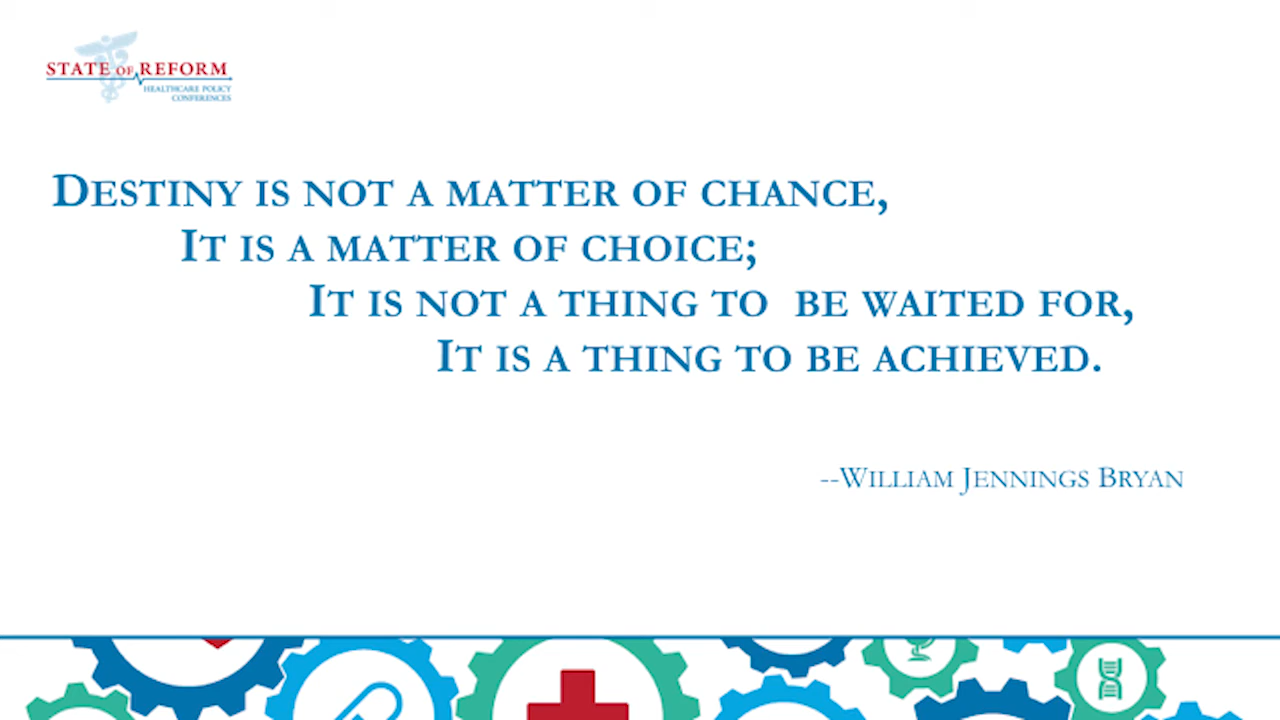 STATE OF REFORM
HEALTHCARE POLICY
CONFERENCES
DESTINY IS NOT A MATTER OF CHANCE,
IT IS A MATTER OF CHOICE;
IT IS NOT A THING TO  BE WAITED FOR,
IT IS A THING TO BE ACHIEVED.
--WILLIAM JENNINGS BRYAN